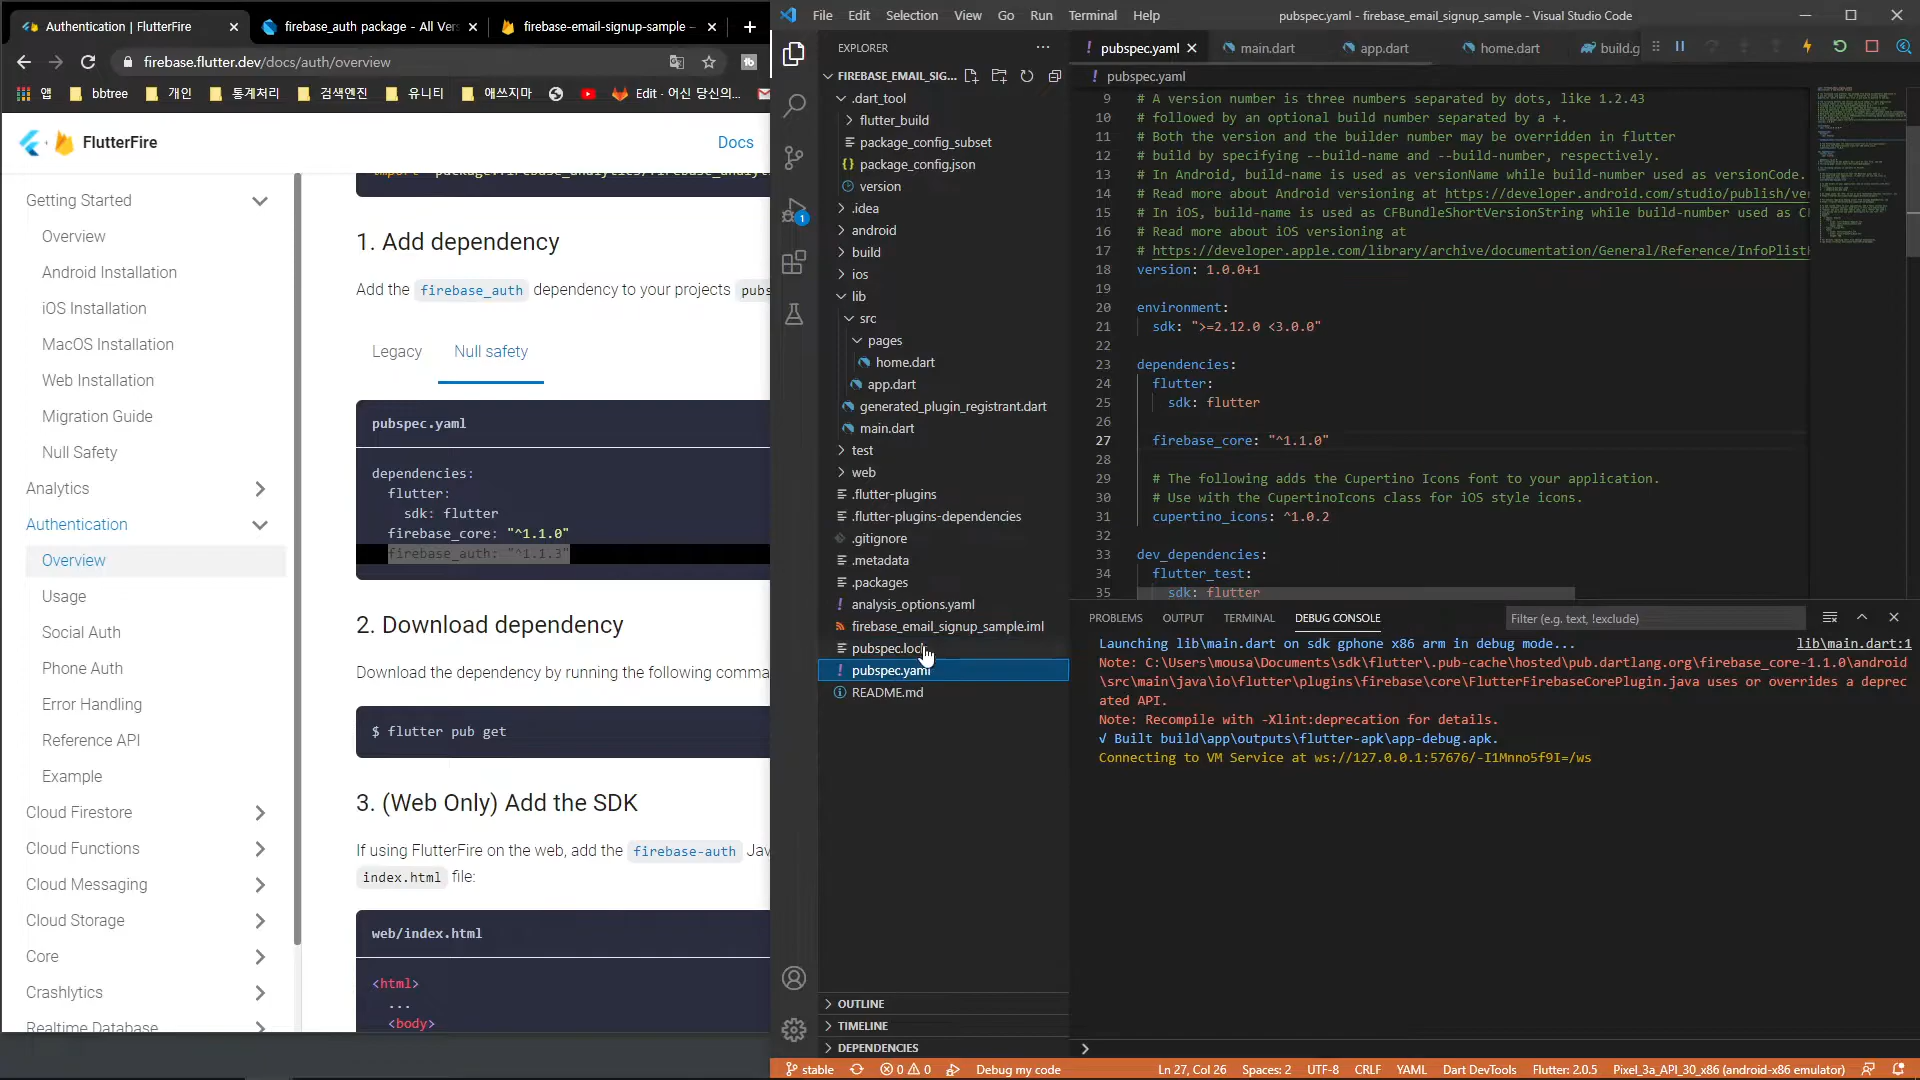 Authentication | FlutterFire
firebase_auth package - All Vers
firebase-email-signup-sample –
firebase.flutter.dev/docs/auth/overview
앱
bbtree
개인
통계처리
검색엔진
유니티
애쓰지마
Edit · 어신 당신의...
FlutterFire
Docs
Getting Started
Overview
Android Installation
iOS Installation
MacOS Installation
Web Installation
Migration Guide
Null Safety
Analytics
Authentication
Overview
Usage
Social Auth
Phone Auth
Error Handling
Reference API
Example
Cloud Firestore
Cloud Functions
Cloud Messaging
Cloud Storage
Core
Crashlytics
Realtime Database
1. Add dependency
Add the firebase_auth dependency to your projects pubs
Legacy
Null safety
pubspec.yaml
dependencies:
flutter:
sdk: flutter
firebase_core: "^1.1.0"
firebase_auth: "^1.1.3"
2. Download dependency
Download the dependency by running the following comma
$ flutter pub get
3. (Web Only) Add the SDK
If using FlutterFire on the web, add the firebase-auth Jav
index.html file:
web/index.html
<html>
...
<body>
File Edit Selection View Go Run Terminal Help
pubspec.yaml - firebase_email_signup_sample - Visual Studio Code
EXPLORER
FIREBASE_EMAIL_SIG...
.dart_tool
flutter_build
package_config_subset
package_config.json
version
.idea
android
build
ios
lib
src
pages
home.dart
app.dart
generated_plugin_registrant.dart
main.dart
test
web
.flutter-plugins
.flutter-plugins-dependencies
.gitignore
.metadata
.packages
analysis_options.yaml
firebase_email_signup_sample.iml
pubspec.lock
pubspec.yaml
README.md
OUTLINE
TIMELINE
DEPENDENCIES
1
pubspec.yaml
main.dart
app.dart
home.dart
build.g
pubspec.yaml
9 # A version number is three numbers separated by dots, like 1.2.43
10 # followed by an optional build number separated by a +.
11 # Both the version and the builder number may be overridden in flutter
12 # build by specifying --build-name and --build-number, respectively.
13 # In Android, build-name is used as versionName while build-number used as versionCode.
14 # Read more about Android versioning at https://developer.android.com/studio/publish/ver
15 # In iOS, build-name is used as CFBundleShortVersionString while build-number used as CF
16 # Read more about iOS versioning at
17 # https://developer.apple.com/library/archive/documentation/General/Reference/InfoPlistK
18 version: 1.0.0+1
19
20 environment:
21 sdk: ">=2.12.0 <3.0.0"
22
23 dependencies:
24 flutter:
25 sdk: flutter
26
27 firebase_core: "^1.1.0"
28
29 # The following adds the Cupertino Icons font to your application.
30 # Use with the CupertinoIcons class for iOS style icons.
31 cupertino_icons: ^1.0.2
32
33 dev_dependencies:
34 flutter_test:
35 sdk: flutter
PROBLEMS OUTPUT TERMINAL DEBUG CONSOLE
Filter (e.g. text, !exclude)
Launching lib\main.dart on sdk gphone x86 arm in debug mode...
lib\main.dart:1
Note: C:\Users\mousa\Documents\sdk\flutter\.pub-cache\hosted\pub.dartlang.org\firebase_core-1.1.0\android
\src\main\java\io\flutter\plugins\firebase\core\FlutterFirebaseCorePlugin.java uses or overrides a deprec
ated API.
Note: Recompile with -Xlint:deprecation for details.
√ Built build\app\outputs\flutter-apk\app-debug.apk.
Connecting to VM Service at ws://127.0.0.1:57676/-I1Mnno5f9I=/ws
stable
0 0
Debug my code
Ln 27, Col 26
Spaces: 2
UTF-8
CRLF
YAML
Dart DevTools
Flutter: 2.0.5
Pixel_3a_API_30_x86 (android-x86 emulator)